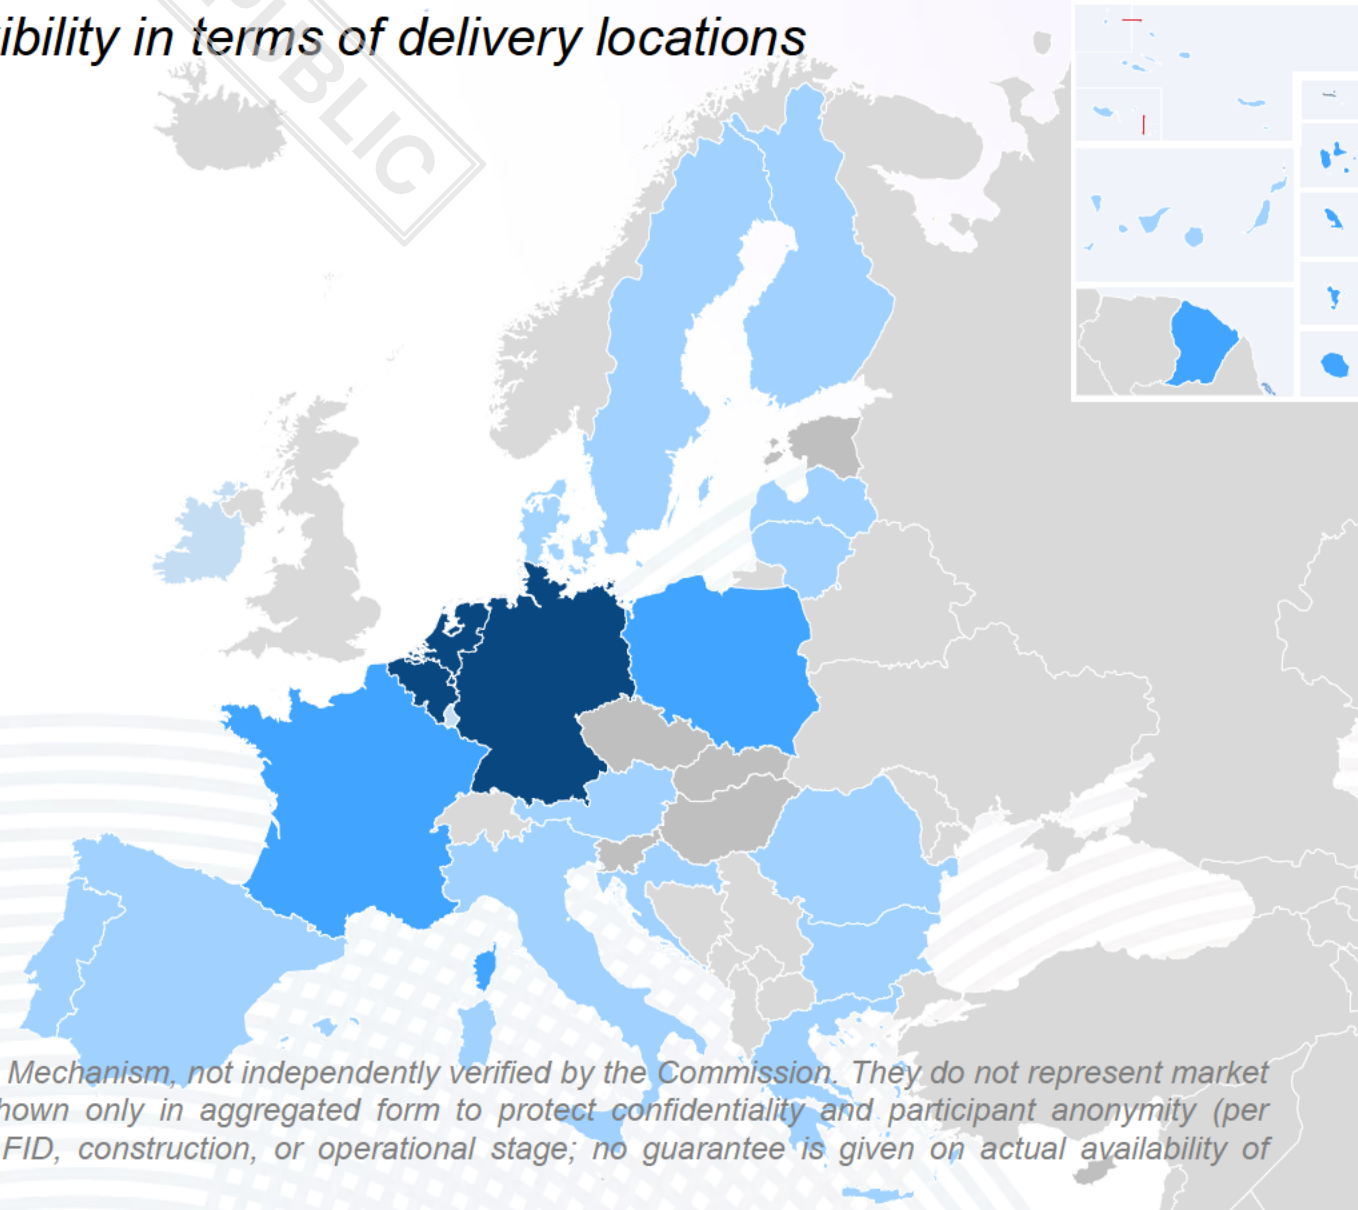 ibility in terms of delivery locations
PUBLIC
Mechanism, not independently verified by the Commission. They do not represent market
hown only in aggregated form to protect confidentiality and participant anonymity (per
FID, construction, or operational stage; no guarantee is given on actual availability of